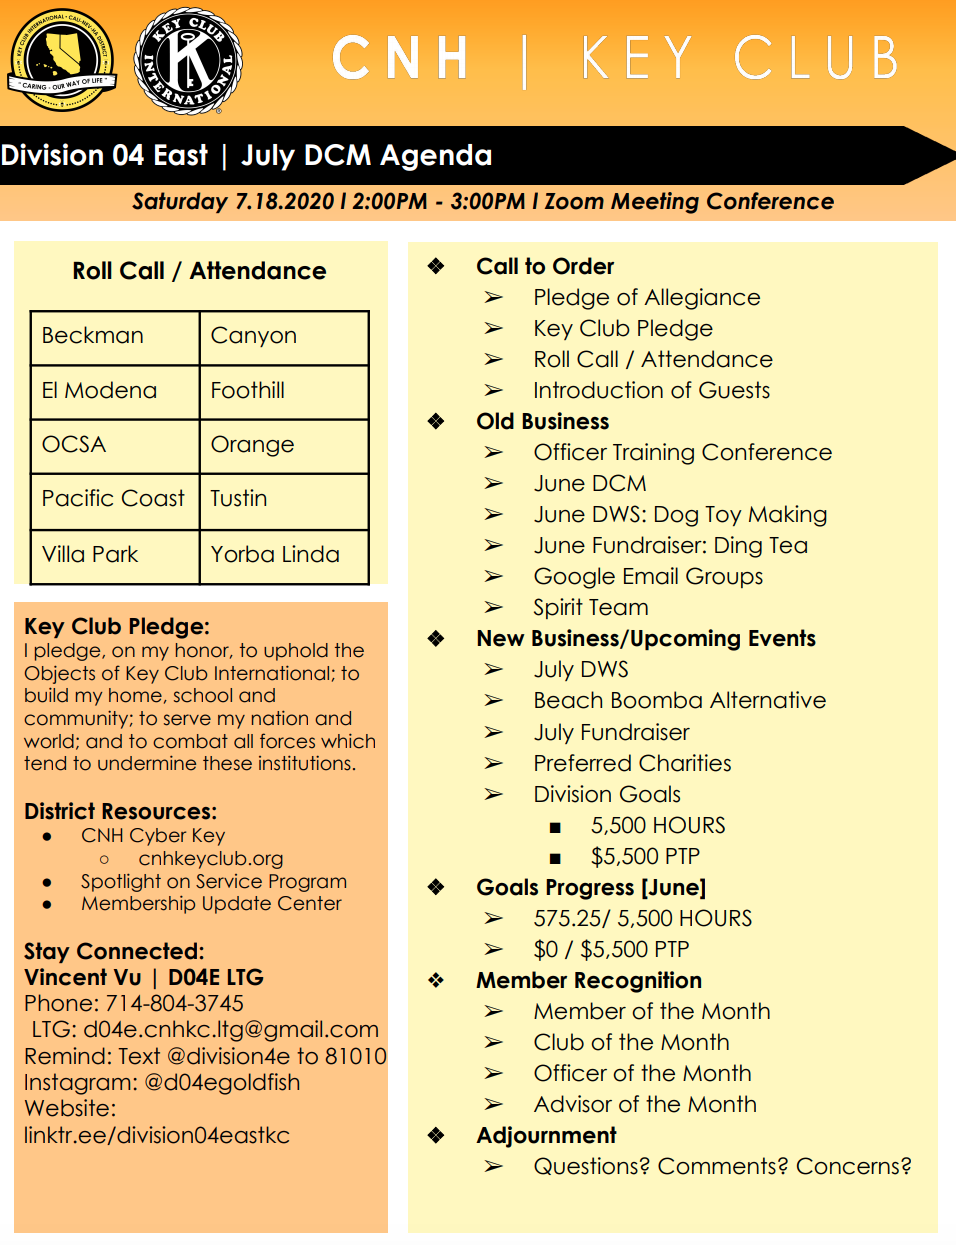 KEY CLUB INTERNATIONAL • CALI-NEV-HA DISTRICT
"CARING - OUR WAY OF LIFE"
KEY CLUB
INTERNATIONAL
K
®
CNH | KEY CLUB
Division 04 East | July DCM Agenda
Saturday 7.18.2020 l 2:00PM - 3:00PM l Zoom Meeting Conference
Roll Call / Attendance
Beckman Canyon
El Modena Foothill
OCSA Orange
Pacific Coast Tustin
Villa Park Yorba Linda
Key Club Pledge:
I pledge, on my honor, to uphold the
Objects of Key Club International; to
build my home, school and
community; to serve my nation and
world; and to combat all forces which
tend to undermine these institutions.
District Resources:
● CNH Cyber Key
○ cnhkeyclub.org
● Spotlight on Service Program
● Membership Update Center
Stay Connected:
Vincent Vu | D04E LTG
Phone: 714-804-3745
LTG: d04e.cnhkc.ltg@gmail.com
Remind: Text @division4e to 81010
Instagram: @d04egoldfish
Website:
linktr.ee/division04eastkc
❖ Call to Order
➢ Pledge of Allegiance
➢ Key Club Pledge
➢ Roll Call / Attendance
➢ Introduction of Guests
❖ Old Business
➢ Officer Training Conference
➢ June DCM
➢ June DWS: Dog Toy Making
➢ June Fundraiser: Ding Tea
➢ Google Email Groups
➢ Spirit Team
❖ New Business/Upcoming Events
➢ July DWS
➢ Beach Boomba Alternative
➢ July Fundraiser
➢ Preferred Charities
➢ Division Goals
■ 5,500 HOURS
■ $5,500 PTP
❖ Goals Progress [June]
➢ 575.25/ 5,500 HOURS
➢ $0 / $5,500 PTP
❖ Member Recognition
➢ Member of the Month
➢ Club of the Month
➢ Officer of the Month
➢ Advisor of the Month
❖ Adjournment
➢ Questions? Comments? Concerns?